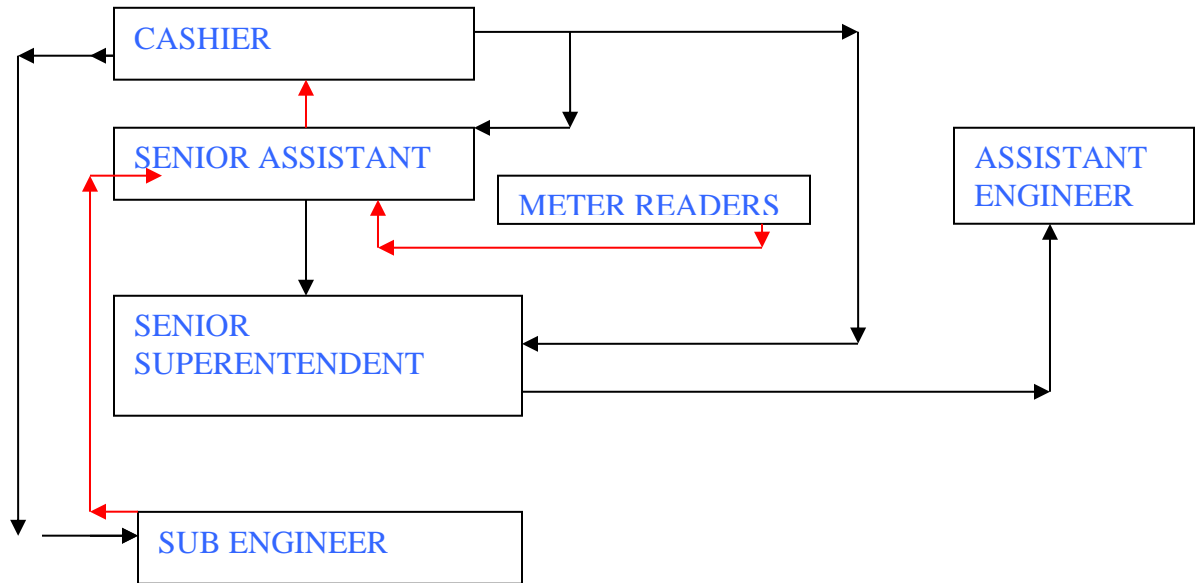 CASHIER
SENIOR ASSISTANT
METER READERS
ASSISTANT
ENGINEER
SENIOR
SUPERENTENDENT
SUB ENGINEER